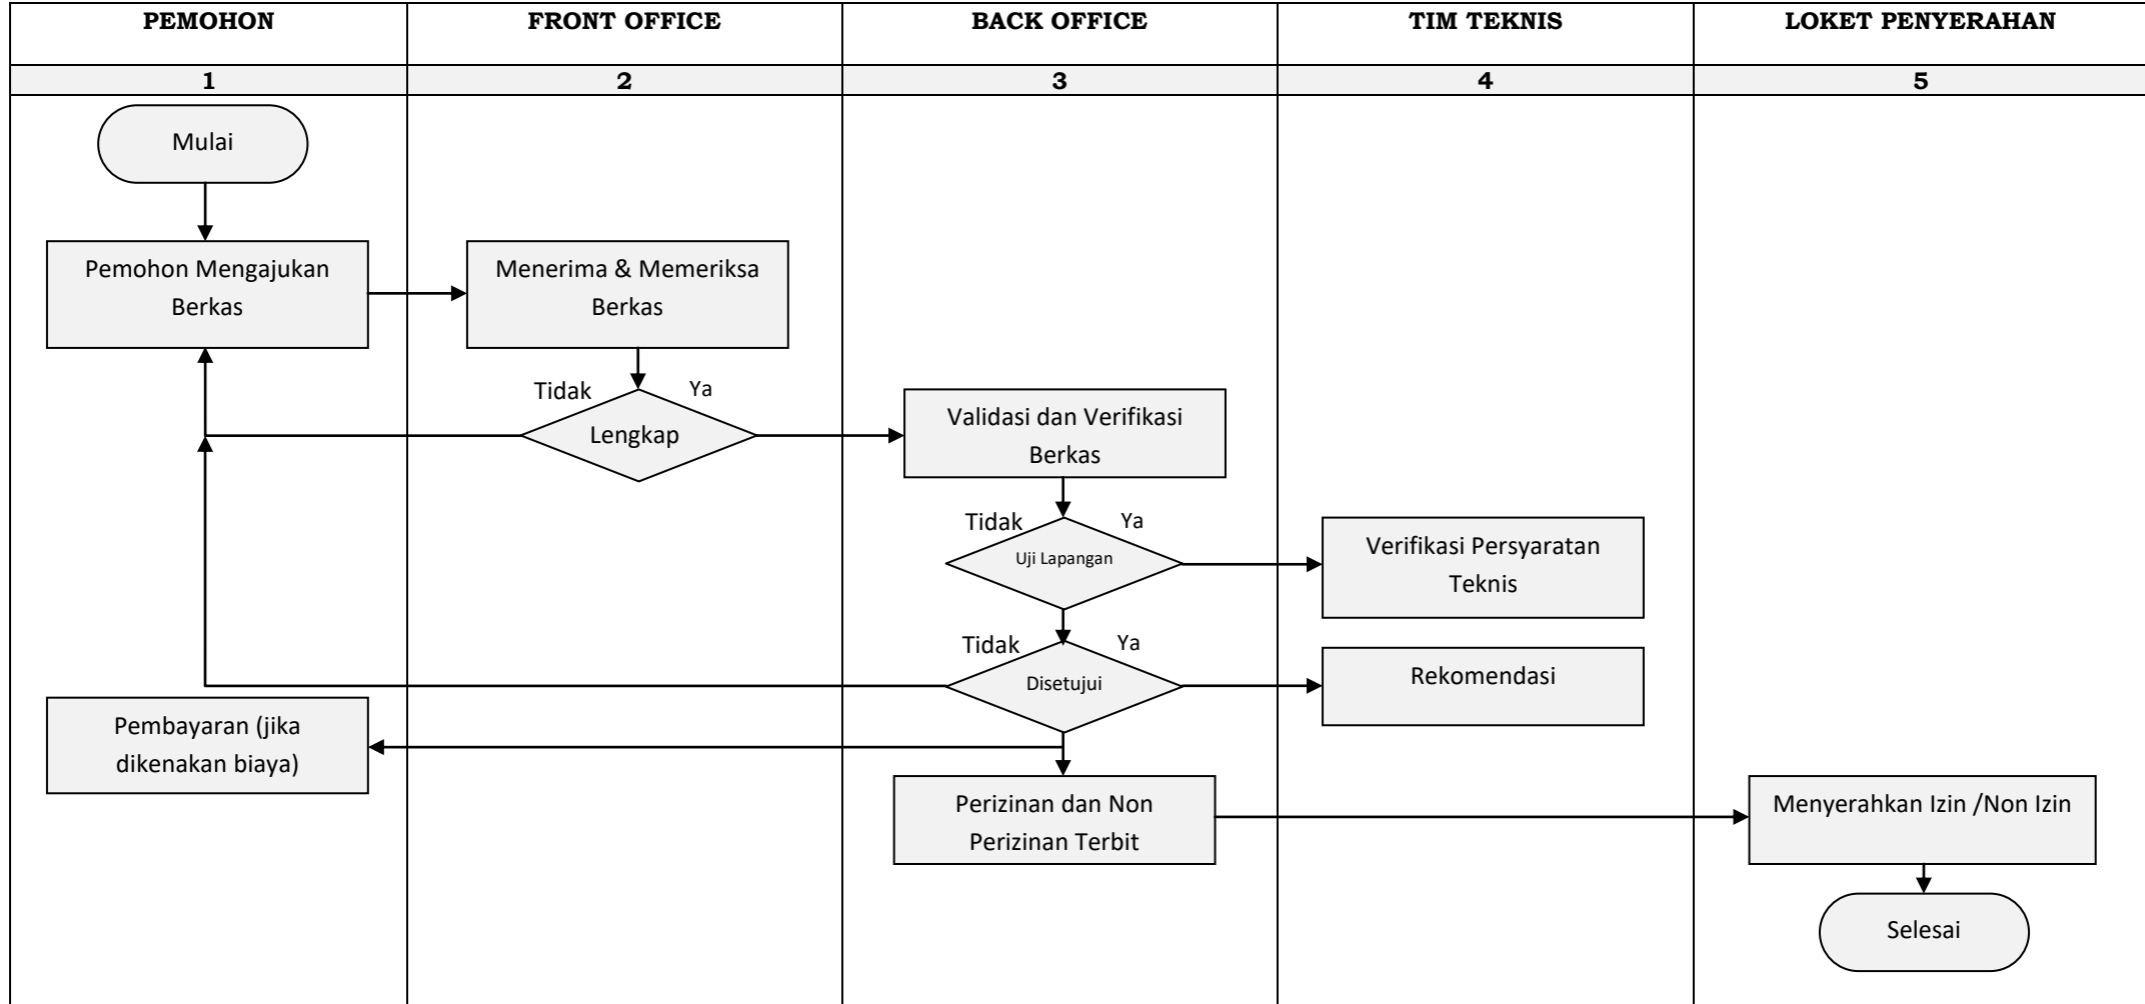 PEMOHON
FRONT OFFICE
BACK OFFICE
TIM TEKNIS
LOKET PENYERAHAN
1
2
3
4
5
Mulai
Pemohon Mengajukan
Berkas
Menerima & Memeriksa
Berkas
Tidak
Ya
Lengkap
Validasi dan Verifikasi
Berkas
Tidak
Ya
Uji Lapangan
Verifikasi Persyaratan
Teknis
Tidak
Ya
Disetujui
Rekomendasi
Pembayaran (jika
dikenakan biaya)
Perizinan dan Non
Perizinan Terbit
Menyerahkan Izin /Non Izin
Selesai